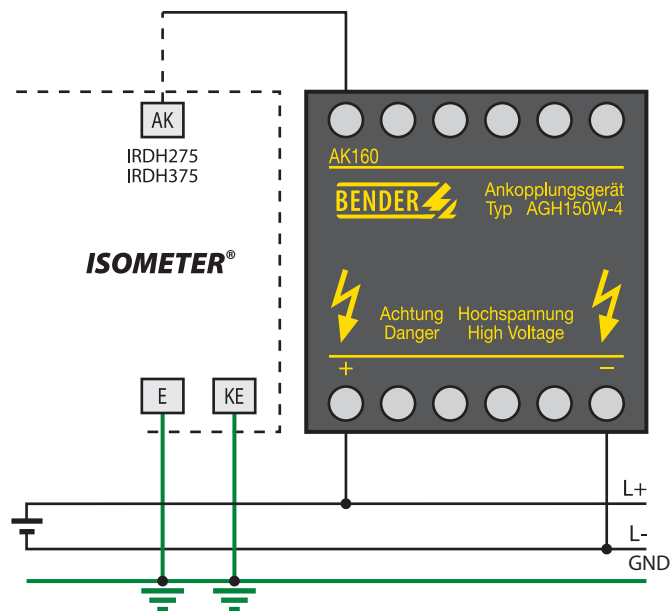 AK
IRDH275
IRDH375
ISOMETER®
E
KE
AK160
BENDER
Ankopplungsgerät
Typ AGH150W-4
Achtung Hochspannung
Danger High Voltage
+ −
L+
L-
GND